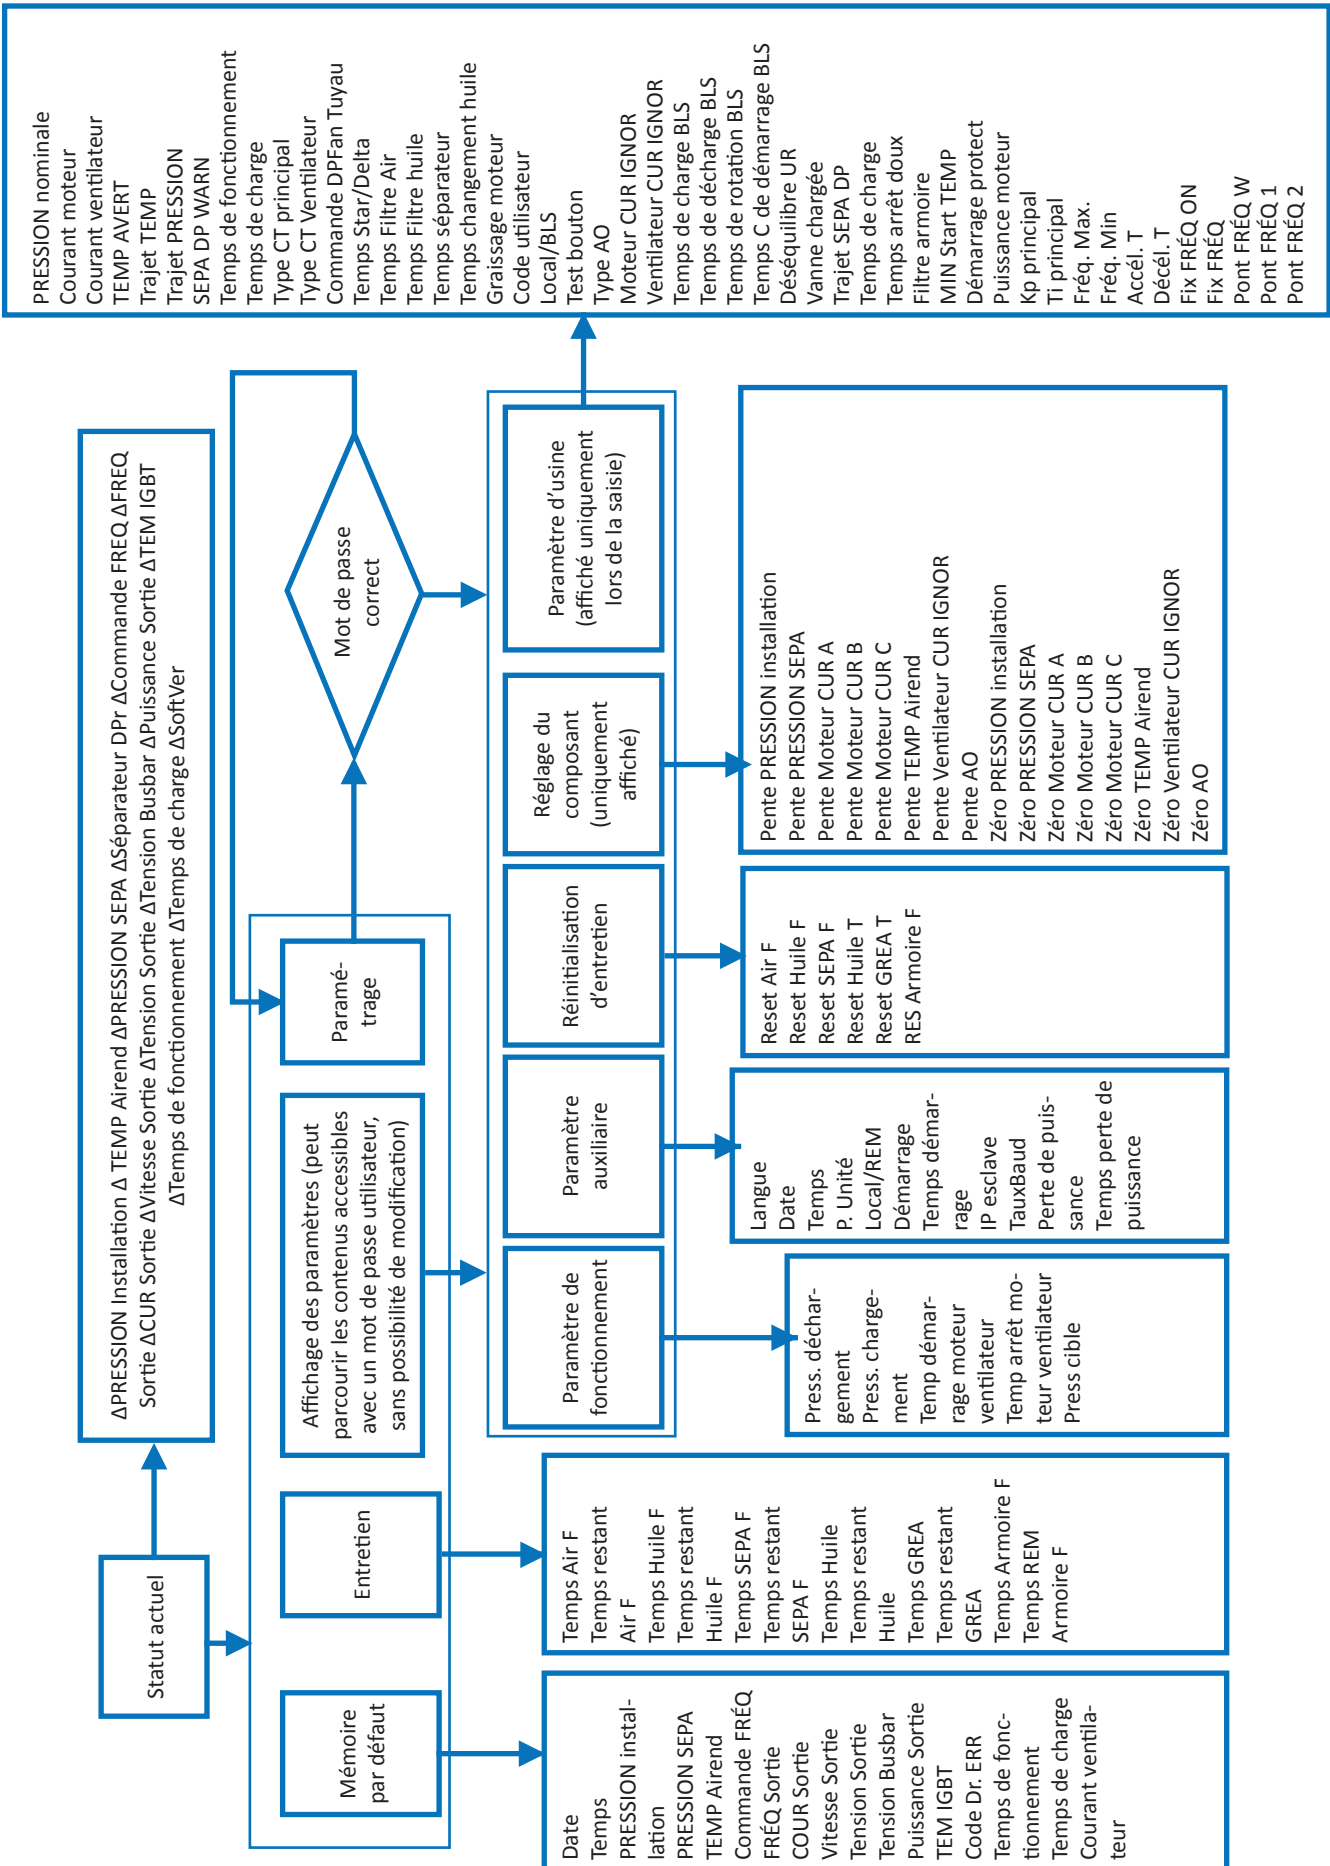 Statut actuel
ΔPRESSION Installation Δ TEMP Airend ΔPRESSION SEPA ΔSéparateur DPr ΔCommande FREQ ΔFREQ
Sortie ΔCUR Sortie ΔVitesse Sortie ΔTension Sortie ΔTension Busbar ΔPuissance Sortie ΔTEM IGBT
ΔTemps de fonctionnement ΔTemps de charge ΔSoftVer
Mémoire
par défaut
Entretien
Affichage des paramètres (peut
parcourir les contenus accessibles
avec un mot de passe utilisateur,
sans possibilité de modification)
Paramé-
trage
Mot de passe
correct
Paramètre de
fonctionnement
Paramètre
auxiliaire
Réinitialisation
d'entretien
Réglage du
composant
(uniquement
affiché)
Paramètre d'usine
(affiché uniquement
lors de la saisie)
Date
Temps
PRESSION instal-
lation
PRESSION SEPA
TEMP Airend
Commande FRÉQ
FRÉQ Sortie
COUR Sortie
Vitesse Sortie
Tension Sortie
Tension Busbar
Puissance Sortie
TEM IGBT
Code Dr. ERR
Temps de fonc-
tionnement
Temps de charge
Courant ventila-
teur
Temps Air F
Temps restant
Air F
Temps Huile F
Temps restant
Huile F
Temps SEPA F
Temps restant
SEPA F
Temps Huile
Temps restant
Huile
Temps GREA
Temps restant
GREA
Temps Armoire F
Temps REM
Armoire F
Press. déchar-
gement
Press. charge-
ment
Temp démar-
rage moteur
ventilateur
Temp arrêt mo-
teur ventilateur
Press cible
Langue
Date
Temps
P. Unité
Local/REM
Démarrage
Temps démar-
rage
IP esclave
TauxBaud
Perte de puis-
sance
Temps perte de
puissance
Reset Air F
Reset Huile F
Reset SEPA F
Reset Huile T
Reset GREA T
RES Armoire F
Pente PRESSION installation
Pente PRESSION SEPA
Pente Moteur CUR A
Pente Moteur CUR B
Pente Moteur CUR C
Pente TEMP Airend
Pente Ventilateur CUR IGNOR
Pente AO
Zéro PRESSION installation
Zéro PRESSION SEPA
Zéro Moteur CUR A
Zéro Moteur CUR B
Zéro Moteur CUR C
Zéro TEMP Airend
Zéro Ventilateur CUR IGNOR
Zéro AO
PRESSION nominale
Courant moteur
Courant ventilateur
TEMP AVERT
Trajet TEMP
Trajet PRESSION
SEPA DP WARN
Temps de fonctionnement
Temps de charge
Type CT principal
Type CT Ventilateur
Commande DPFan Tuyau
Temps Star/Delta
Temps Filtre Air
Temps Filtre huile
Temps séparateur
Temps changement huile
Graissage moteur
Code utilisateur
Local/BLS
Test bouton
Type AO
Moteur CUR IGNOR
Ventilateur CUR IGNOR
Temps de charge BLS
Temps de décharge BLS
Temps de rotation BLS
Temps C de démarrage BLS
Déséquilibre UR
Vanne chargée
Trajet SEPA DP
Temps de charge
Temps arrêt doux
Filtre armoire
MIN Start TEMP
Démarrage protect
Puissance moteur
Kp principal
Ti principal
Fréq. Max.
Fréq. Min
Accél. T
Décél. T
Fix FRÉQ ON
Fix FRÉQ
Pont FRÉQ W
Pont FRÉQ 1
Pont FRÉQ 2